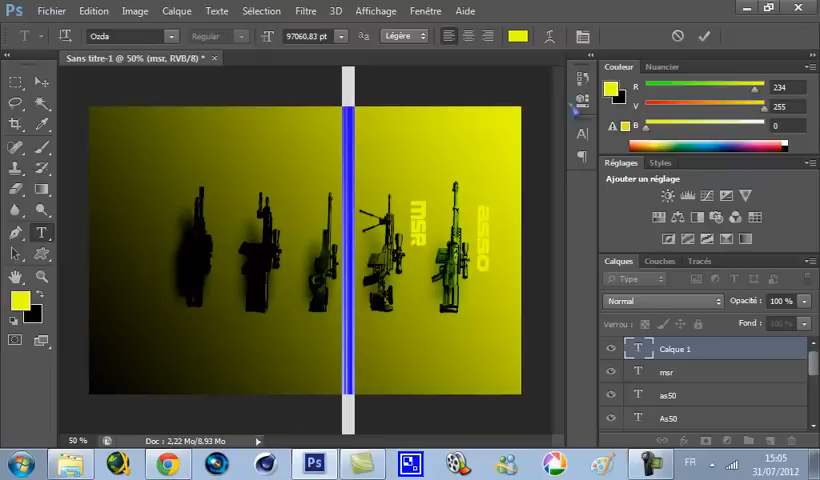 Ps Fichier Edition Image Calque Texte Sélection Filtre 3D Affichage Fenêtre Aide
T Ozda Regular 97060,83 pt Légère
Sans titre-1 @ 50% (msr, RVB/8) *
Couleur Nuancier
R 234
V 255
B 0
Réglages Styles
Ajouter un réglage
msr
as50
Calques Couches Tracés
Type
Normal Opacité : 100 %
Verrou : Fond : 100 %
T Calque 1
T msr
T as50
T As50
50 % Doc : 2,22 Mo/8,93 Mo
Ps FR 15:05
31/07/2012